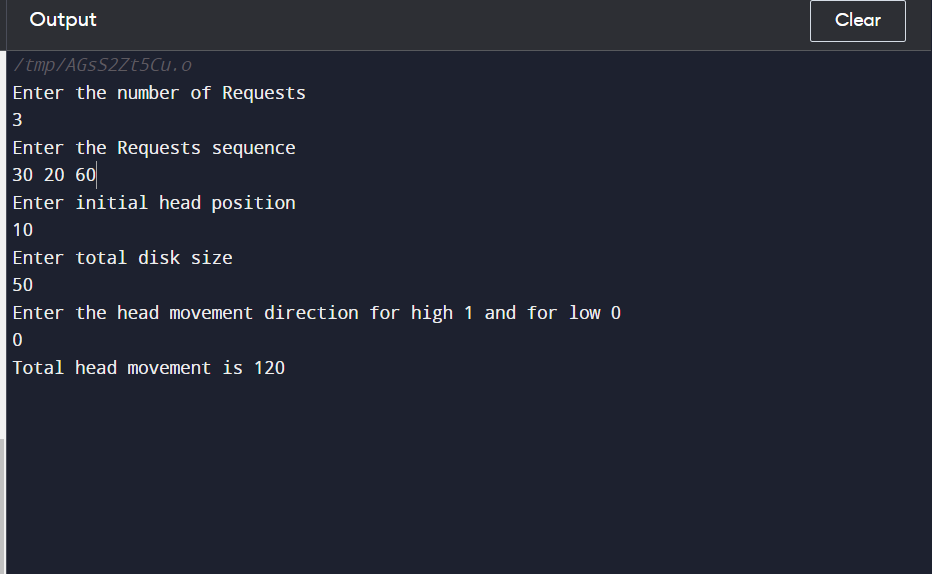 Output
Clear
/tmp/AGsS2Zt5Cu.o
Enter the number of Requests
3
Enter the Requests sequence
30 20 60
Enter initial head position
10
Enter total disk size
50
Enter the head movement direction for high 1 and for low 0
0
Total head movement is 120